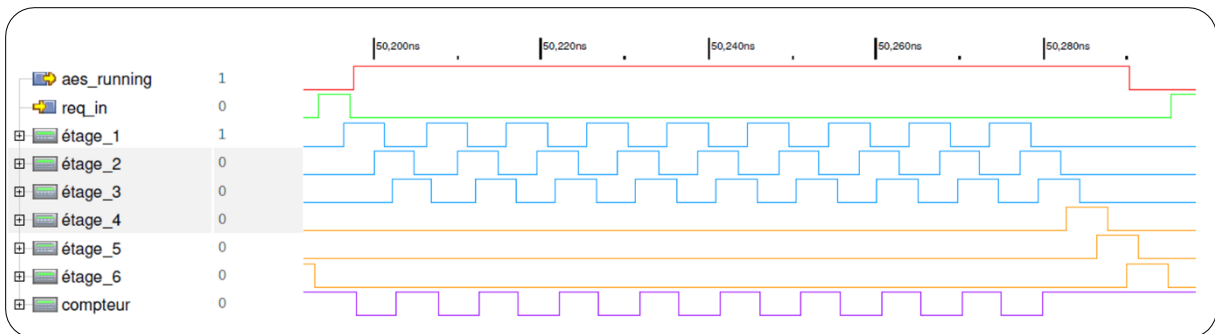 50,200ns 50,220ns 50,240ns 50,260ns 50,280ns
aes_running 1
req_in 0
étage_1 1
étage_2 0
étage_3 0
étage_4 0
étage_5 0
étage_6 0
compteur 0